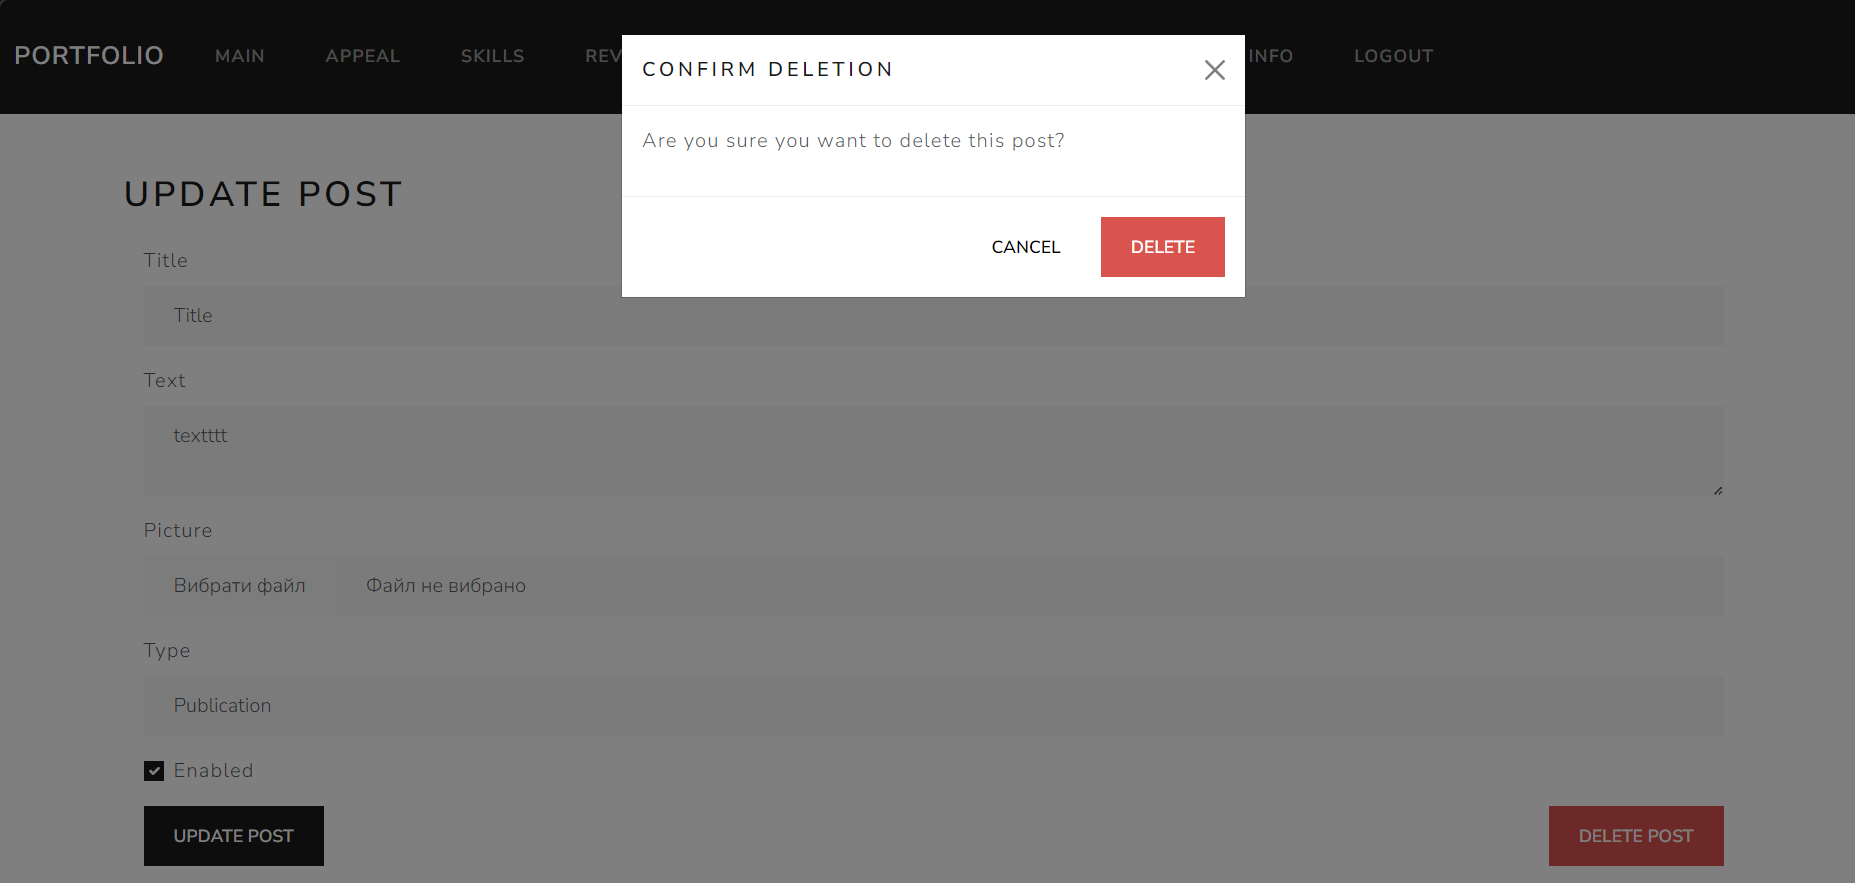 PORTFOLIO MAIN APPEAL SKILLS REV INFO LOGOUT
CONFIRM DELETION
Are you sure you want to delete this post?
CANCEL DELETE
UPDATE POST
Title
Title
Text
textttt
Picture
Вибрати файл Файл не вибрано
Type
Publication
Enabled
UPDATE POST DELETE POST